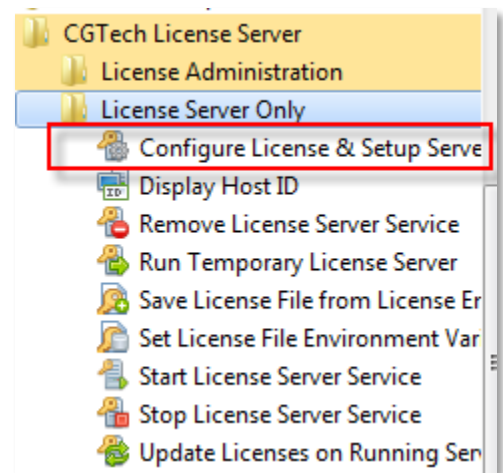 CGTech License Server
License Administration
License Server Only
Configure License & Setup Serve
Display Host ID
Remove License Server Service
Run Temporary License Server
Save License File from License Er
Set License File Environment Var
Start License Server Service
Stop License Server Service
Update Licenses on Running Serv